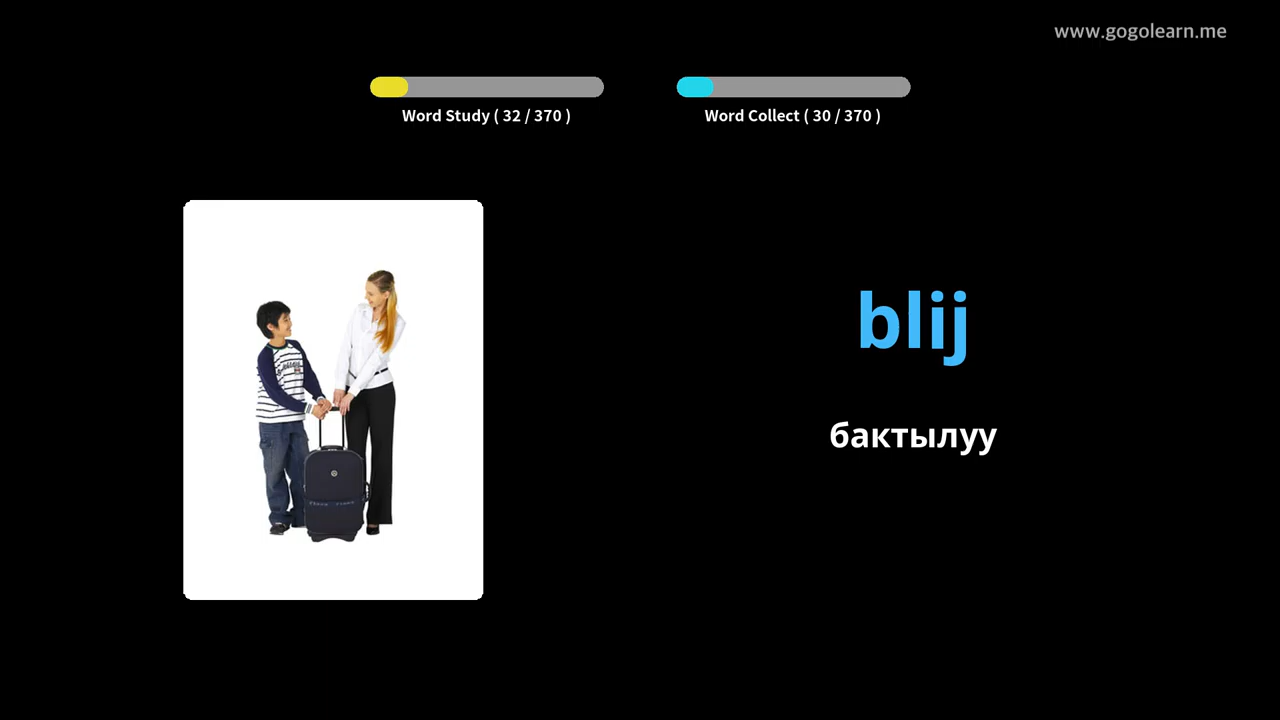 www.gogolearn.me
Word Study ( 32 / 370 )
Word Collect ( 30 / 370 )
blij
бактылуу